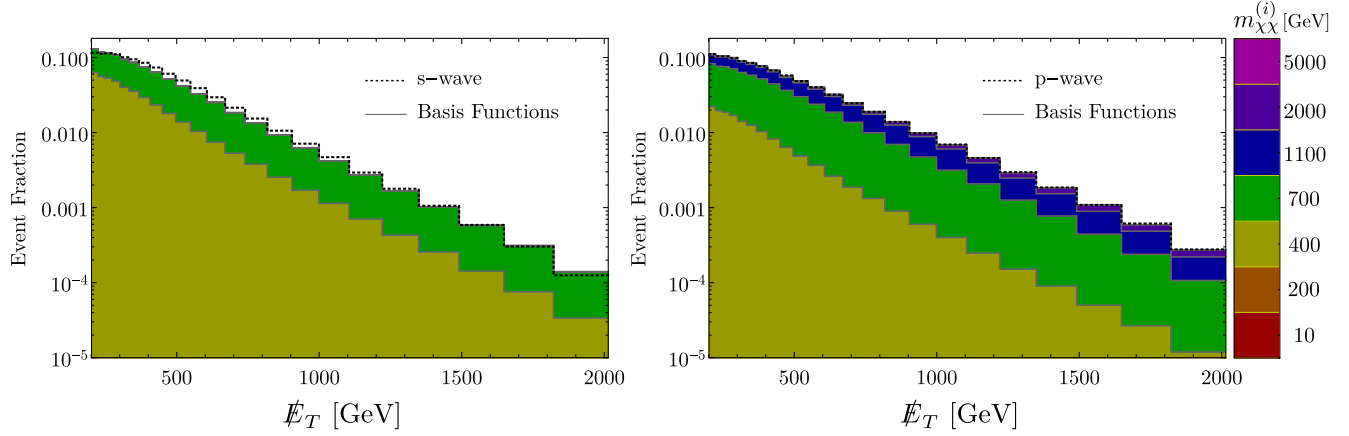 0.100
0.010
0.001
10⁻⁴
10⁻⁵
Event Fraction
s-wave
Basis Functions
500 1000 1500 2000
E̸_T [GeV]
0.100
0.010
0.001
10⁻⁴
10⁻⁵
Event Fraction
p-wave
Basis Functions
500 1000 1500 2000
E̸_T [GeV]
m_χχ^(i) [GeV]
5000
2000
1100
700
400
200
10